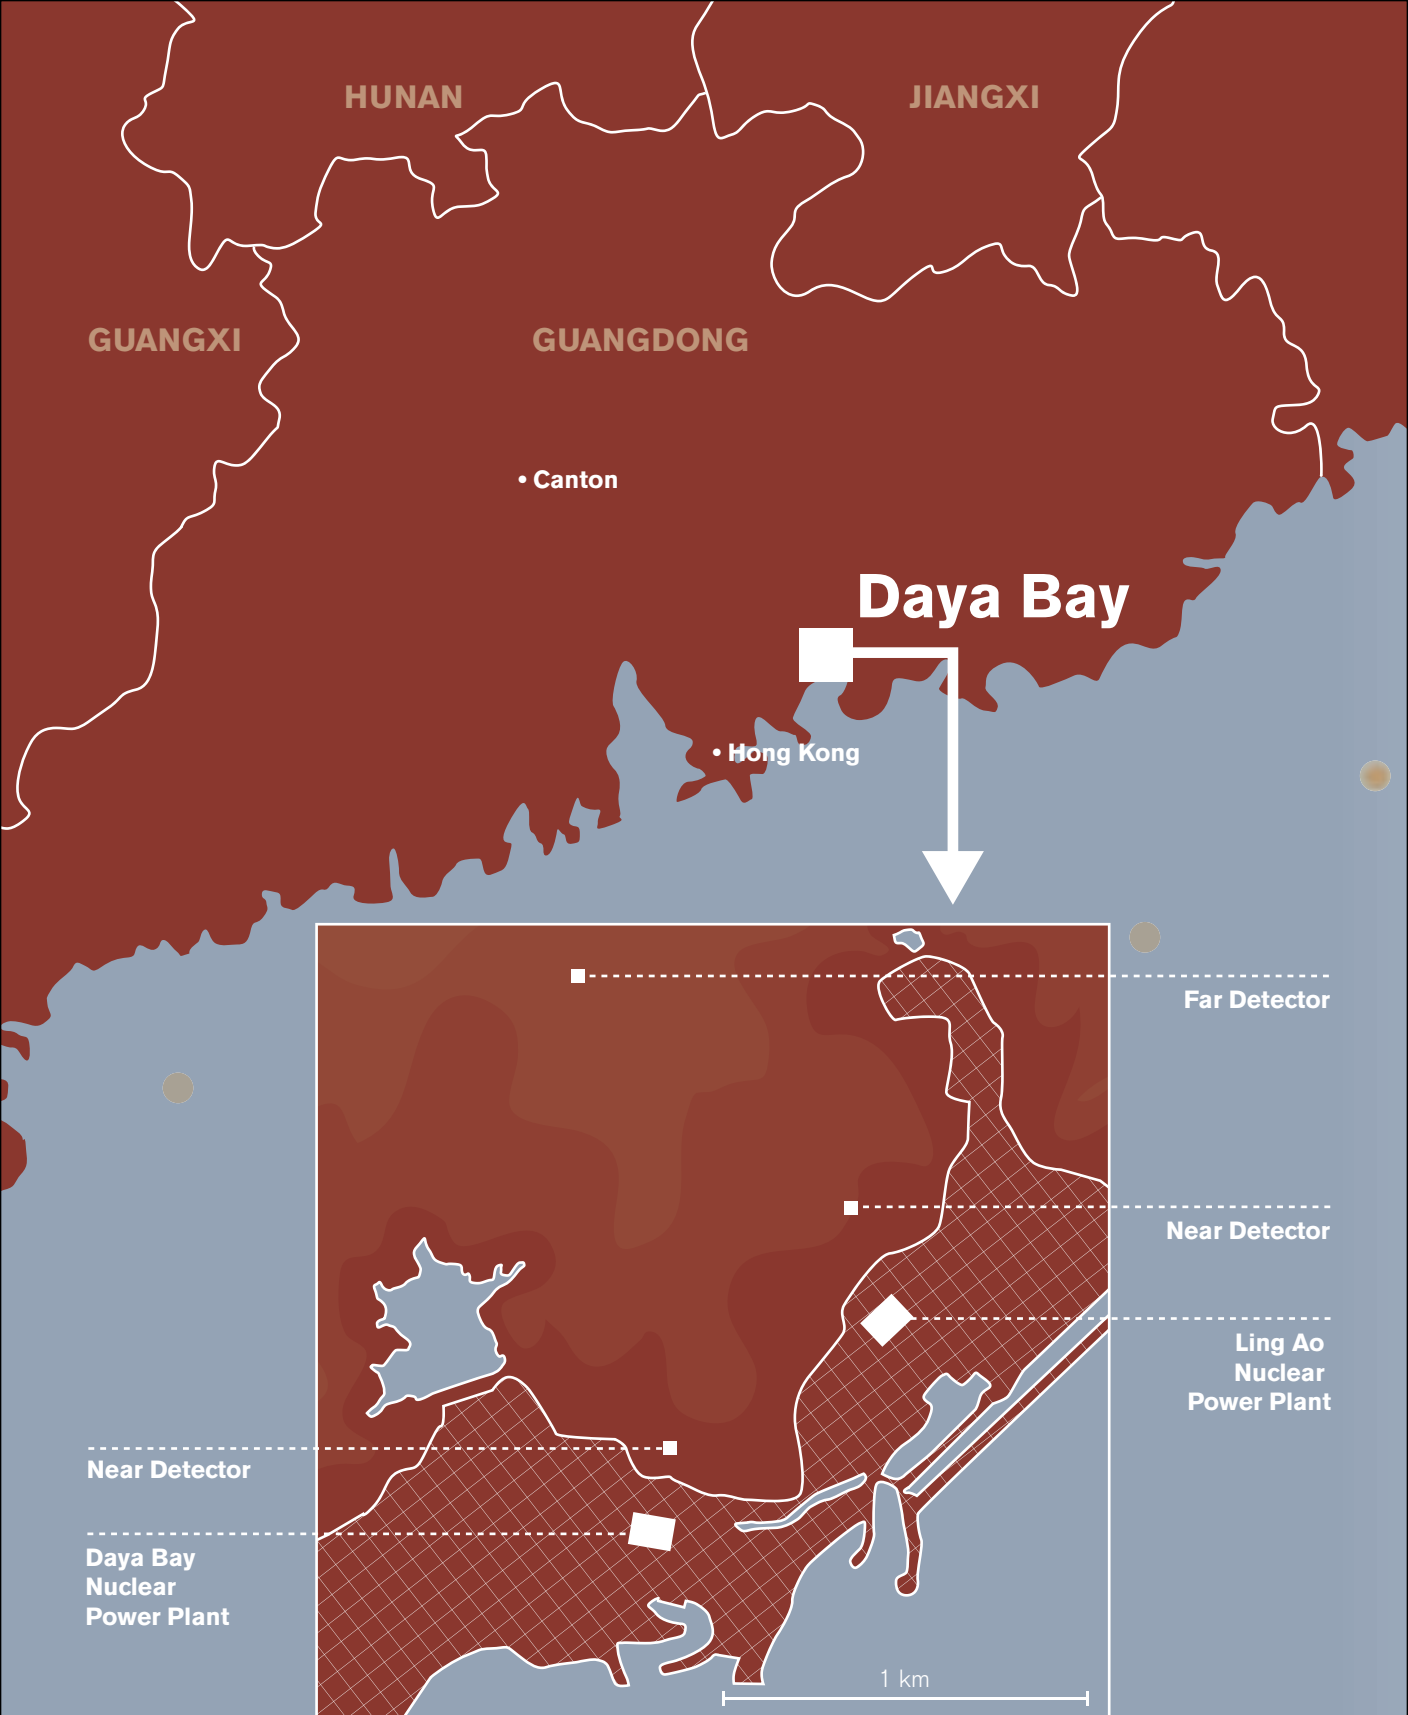 HUNAN
JIANGXI
GUANGXI
GUANGDONG
• Canton
Daya Bay
• Hong Kong
Far Detector
Near Detector
Ling Ao
Nuclear
Power Plant
Near Detector
Daya Bay
Nuclear
Power Plant
1 km